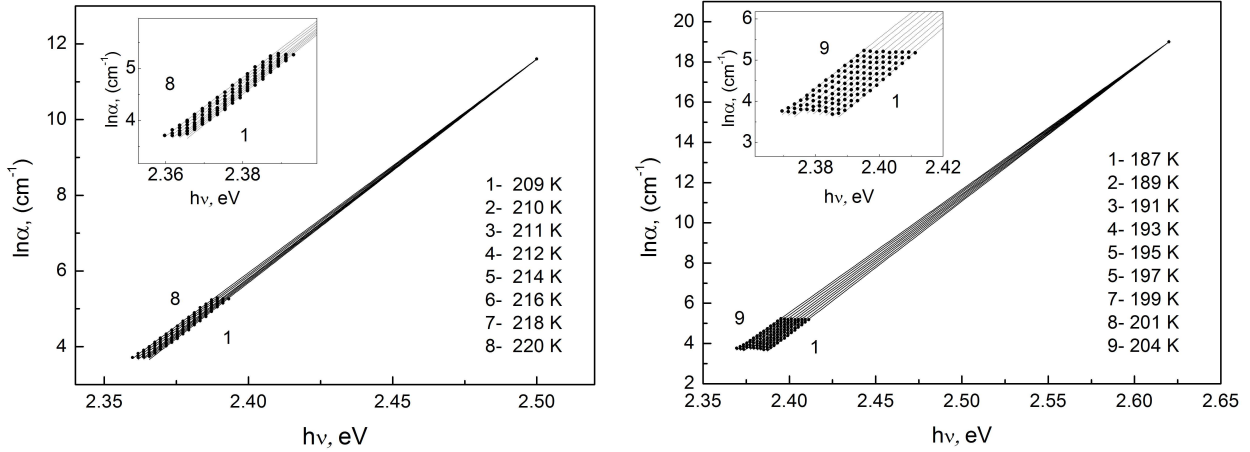 12
10
8
6
4
lnα, (cm⁻¹)
2.35
2.40
2.45
2.50
hν, eV
5
4
lnα, (cm⁻¹)
8
1
2.36
2.38
hν, eV
8
1
1- 209 K
2- 210 K
3- 211 K
4- 212 K
5- 214 K
6- 216 K
7- 218 K
8- 220 K
20
18
16
14
12
10
8
6
4
2
lnα, (cm⁻¹)
2.35
2.40
2.45
2.50
2.55
2.60
2.65
hν, eV
6
5
4
3
lnα, (cm⁻¹)
9
1
2.38
2.40
2.42
hν, eV
9
1
1- 187 K
2- 189 K
3- 191 K
4- 193 K
5- 195 K
5- 197 K
7- 199 K
8- 201 K
9- 204 K